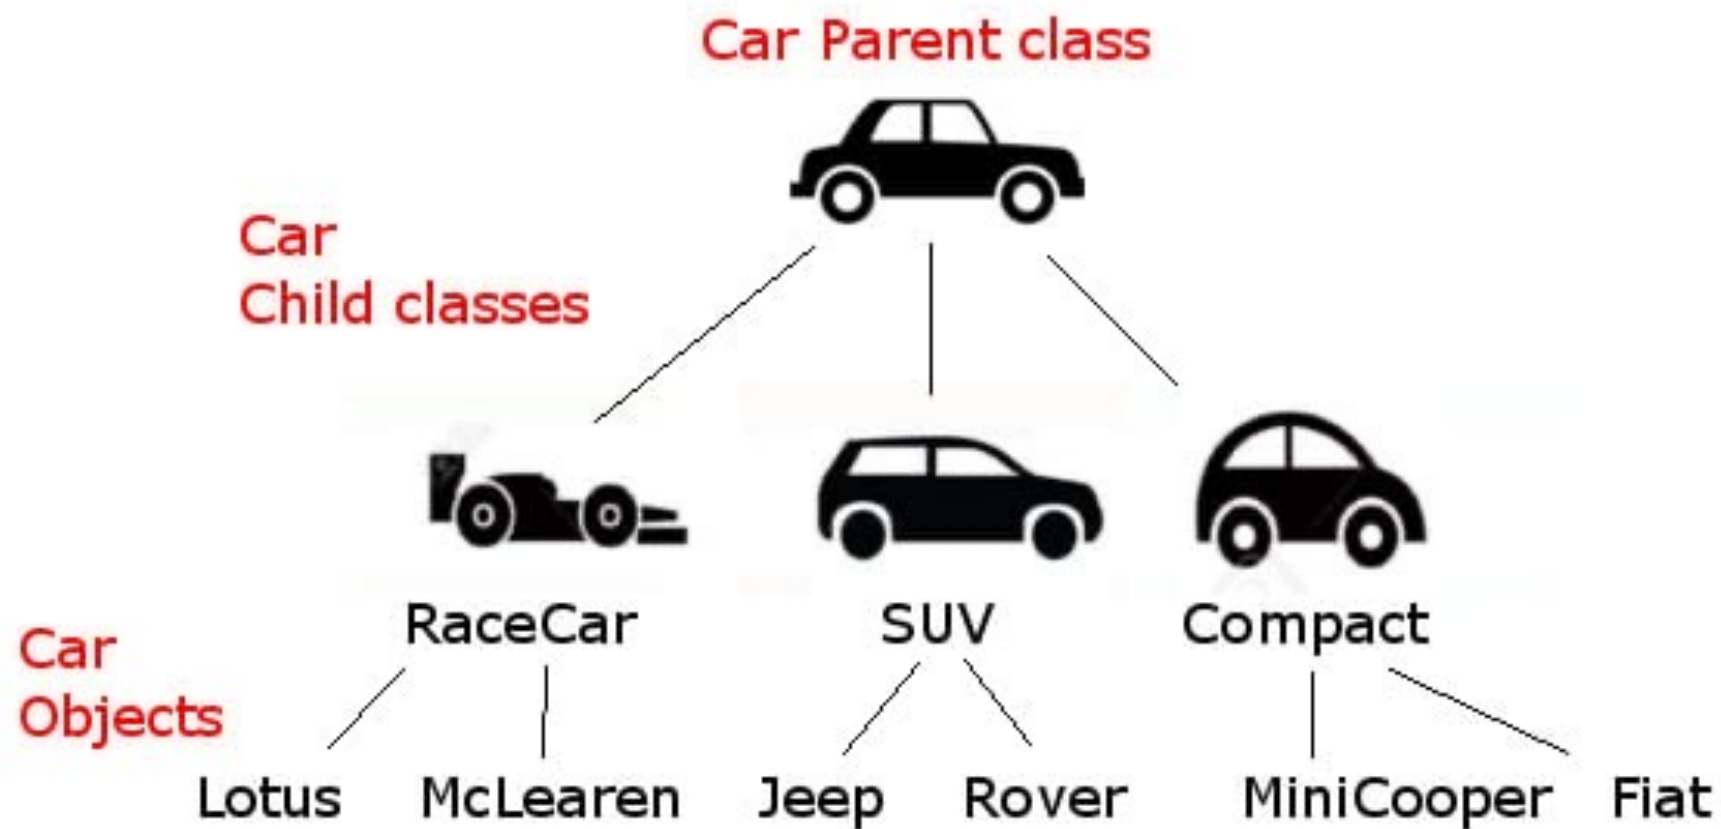 Car Parent class
Car
Child classes
RaceCar
SUV
Compact
Car
Objects
Lotus
McLearen
Jeep
Rover
MiniCooper
Fiat